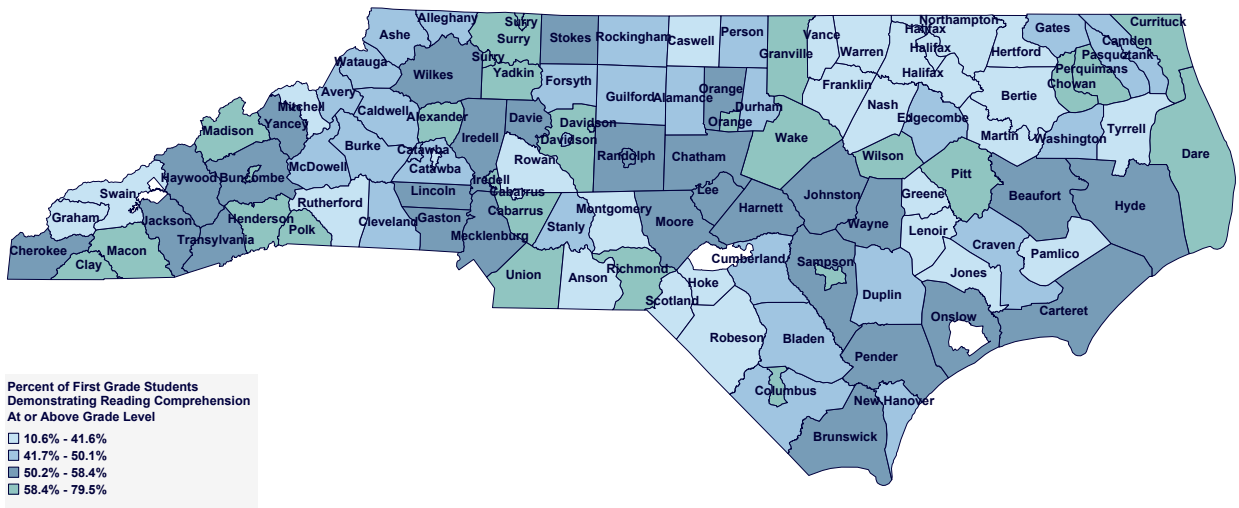 Alleghany
Surry
Northampton
Currituck
Ashe
Surry
Stokes
Rockingham
Caswell
Person
Granville
Vance
Warren
Halifax
Halifax
Hertford
Gates
Camden
Pasquotank
Watauga
Wilkes
Surry
Yadkin
Forsyth
Guilford
Alamance
Orange
Durham
Franklin
Halifax
Bertie
Perquimans
Chowan
Avery
Mitchell
Yancey
Caldwell
Alexander
Iredell
Davie
Davidson
Davidson
Orange
Wake
Nash
Edgecombe
Martin
Washington
Tyrrell
Dare
Madison
Burke
Catawba
Catawba
Rowan
Randolph
Chatham
Wilson
Pitt
Swain
Haywood
Buncombe
McDowell
Rutherford
Lincoln
Iredell
Cabarrus
Cabarrus
Lee
Johnston
Greene
Beaufort
Hyde
Graham
Jackson
Henderson
Polk
Cleveland
Gaston
Mecklenburg
Stanly
Montgomery
Moore
Harnett
Wayne
Lenoir
Craven
Pamlico
Cherokee
Clay
Macon
Transylvania
Union
Anson
Richmond
Scotland
Hoke
Cumberland
Sampson
Duplin
Jones
Carteret
Onslow
Robeson
Bladen
Pender
Columbus
New Hanover
Brunswick
Percent of First Grade Students
Demonstrating Reading Comprehension
At or Above Grade Level
10.6% - 41.6%
41.7% - 50.1%
50.2% - 58.4%
58.4% - 79.5%